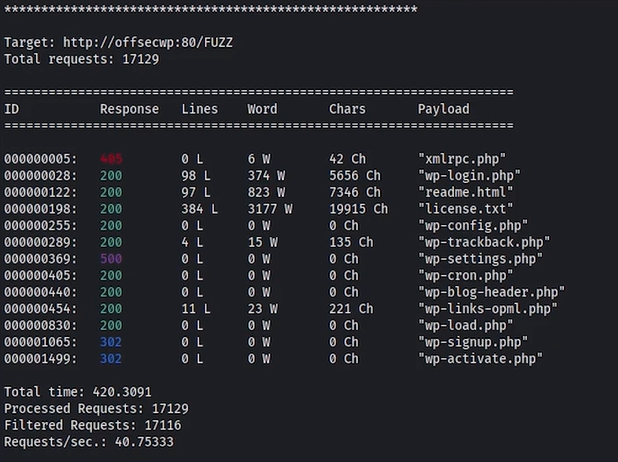 ********************************************************
Target: http://offsecwp:80/FUZZ
Total requests: 17129
=====================================================================
ID           Response   Lines    Word       Chars       Payload
=====================================================================
000000005:   405        0 L      6 W        42 Ch       "xmlrpc.php"
000000028:   200        98 L     374 W      5656 Ch     "wp-login.php"
000000122:   200        97 L     823 W      7346 Ch     "readme.html"
000000198:   200        384 L    3177 W     19915 Ch    "license.txt"
000000255:   200        0 L      0 W        0 Ch        "wp-config.php"
000000289:   200        4 L      15 W       135 Ch      "wp-trackback.php"
000000369:   500        0 L      0 W        0 Ch        "wp-settings.php"
000000405:   200        0 L      0 W        0 Ch        "wp-cron.php"
000000440:   200        0 L      0 W        0 Ch        "wp-blog-header.php"
000000454:   200        11 L     23 W       221 Ch      "wp-links-opml.php"
000000830:   200        0 L      0 W        0 Ch        "wp-load.php"
000001065:   302        0 L      0 W        0 Ch        "wp-signup.php"
000001499:   302        0 L      0 W        0 Ch        "wp-activate.php"
Total time: 420.3091
Processed Requests: 17129
Filtered Requests: 17116
Requests/sec.: 40.75333